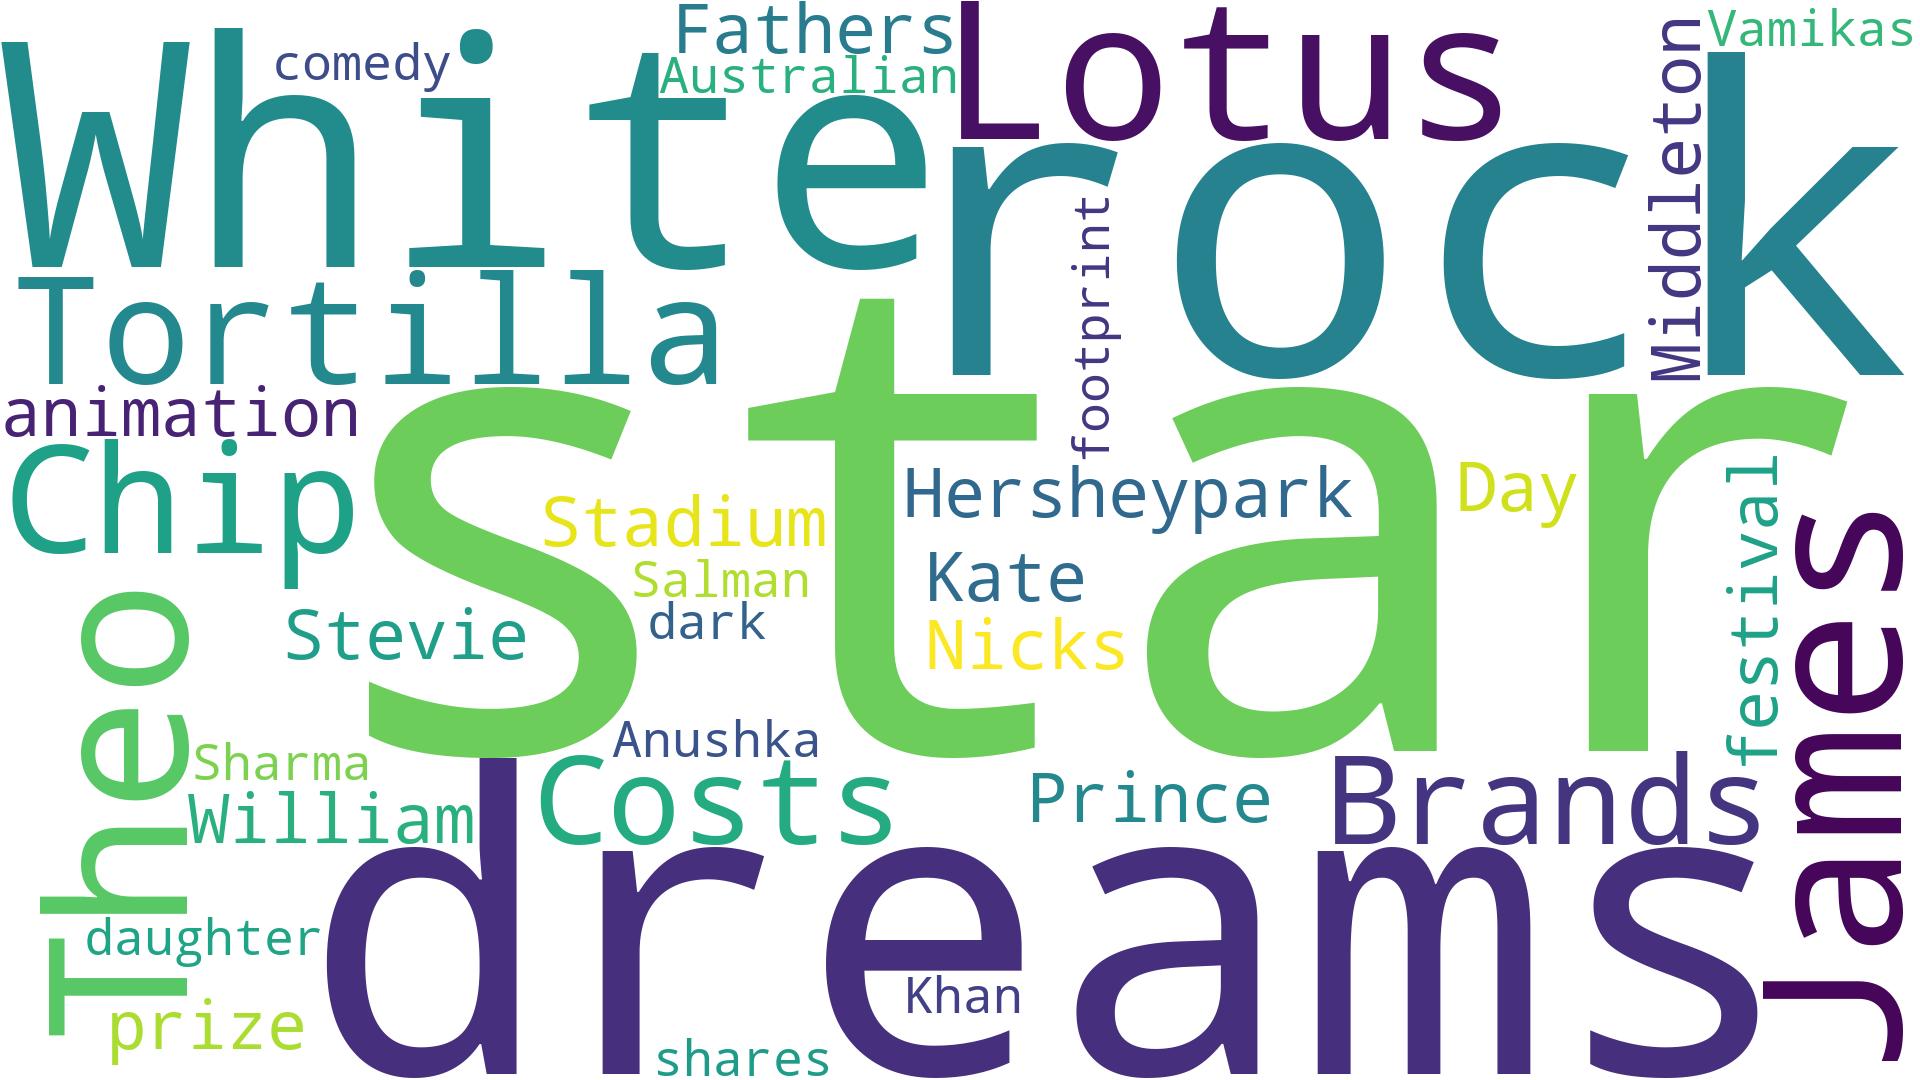 Fathers
Lotus
Vamikas
comedy
White
Australian
Middleton
rock
footprint
Tortilla
animation
star
Chip
Hersheypark
Day
Stadium
festival
Kate
Salman
James
dark
Stevie
Nicks
Theo
Anushka
Sharma
Costs
Prince
Brands
William
dreams
daughter
Khan
prize
shares